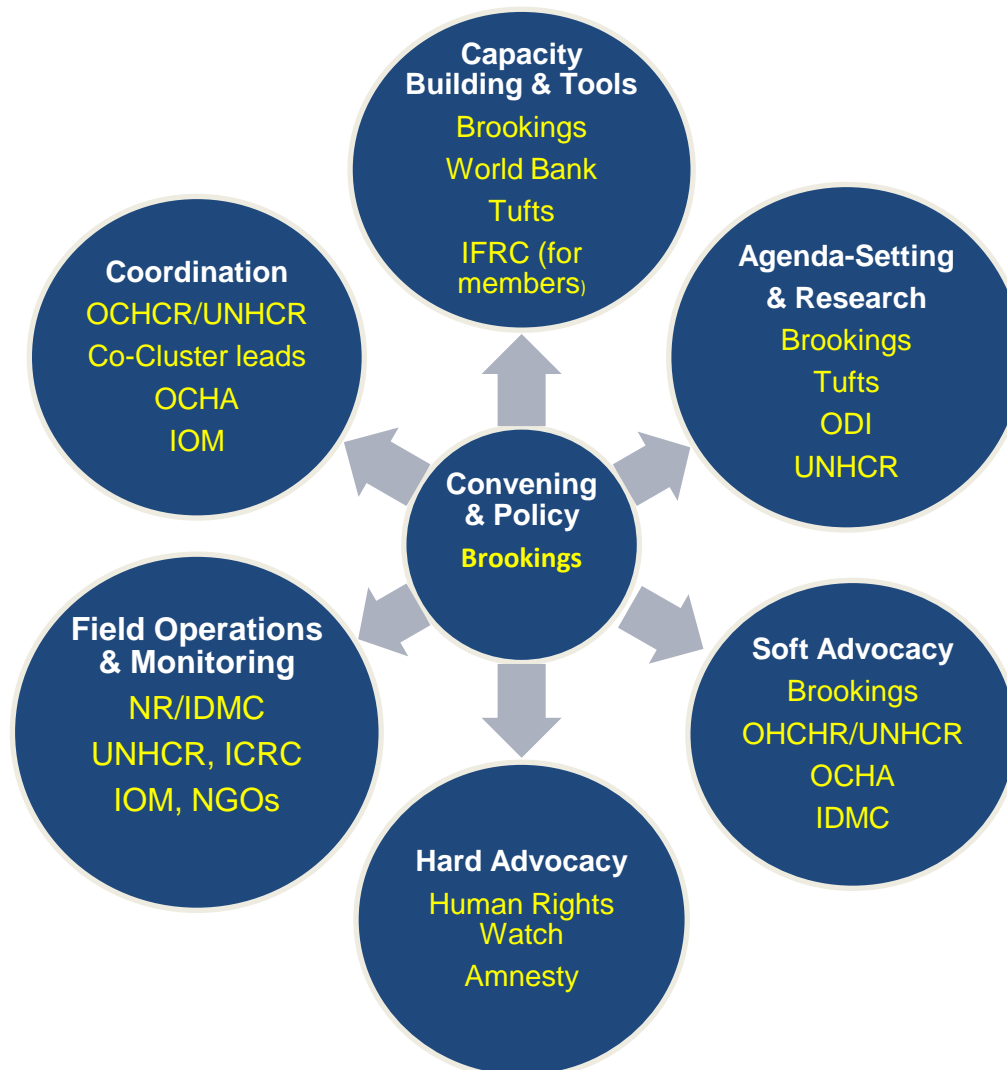 Capacity
Building & Tools
Brookings
World Bank
Tufts
IFRC (for
members)
Agenda-Setting
& Research
Brookings
Tufts
ODI
UNHCR
Soft Advocacy
Brookings
OHCHR/UNHCR
OCHA
IDMC
Hard Advocacy
Human Rights
Watch
Amnesty
Field Operations
& Monitoring
NR/IDMC
UNHCR, ICRC
IOM, NGOs
Coordination
OCHCR/UNHCR
Co-Cluster leads
OCHA
IOM
Convening
& Policy
Brookings